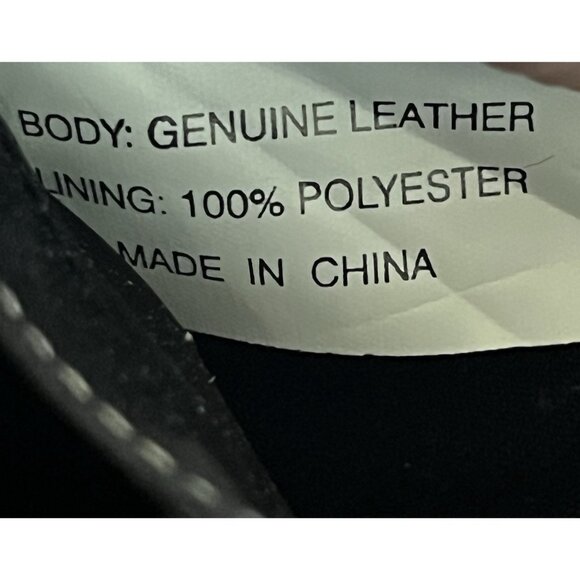 BODY: GENUINE LEATHER
LINING: 100% POLYESTER
MADE IN CHINA